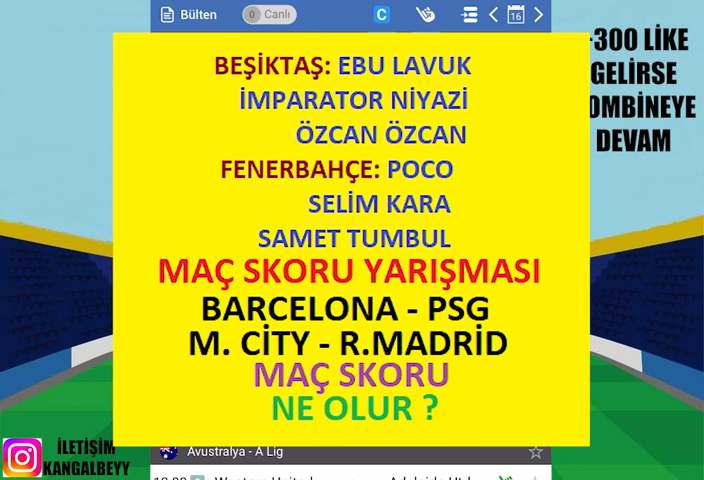 Bülten
0 Canlı
C
16
+300 LİKE
GELİRSE
KOMBİNEYE
DEVAM
BEŞİKTAŞ: EBU LAVUK
İMPARATOR NİYAZİ
ÖZCAN ÖZCAN
FENERBAHÇE: POCO
SELİM KARA
SAMET TUMBUL
MAÇ SKORU YARIŞMASI
BARCELONA - PSG
M. CİTY - R.MADRİD
MAÇ SKORU
NE OLUR ?
İLETİŞİM
KANGALBEYY
Avustralya - A Lig